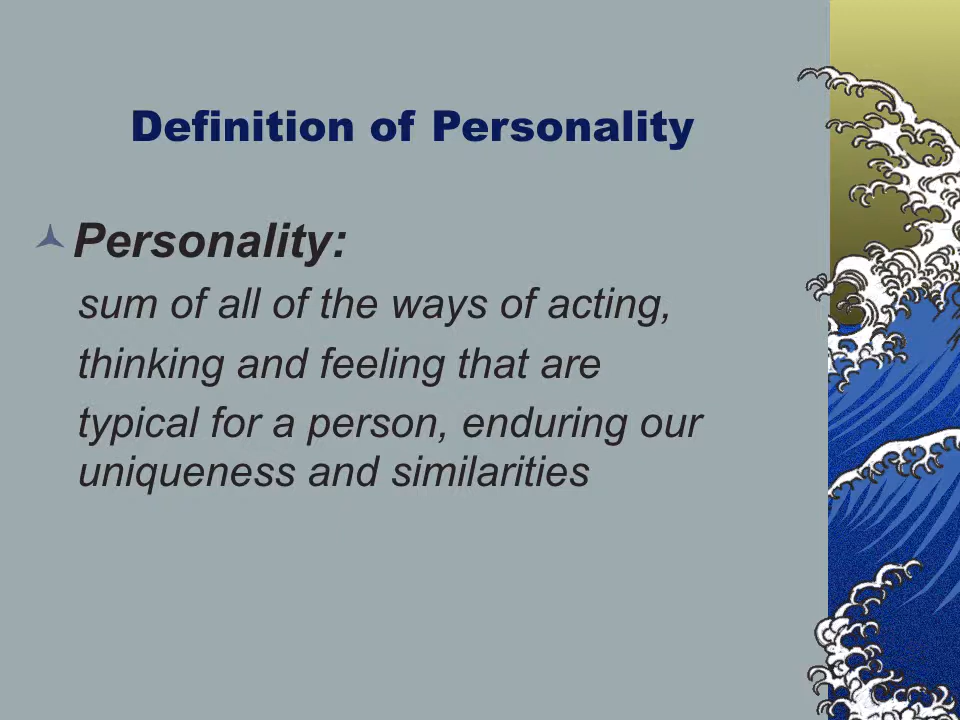 Definition of Personality
Personality:
sum of all of the ways of acting,
thinking and feeling that are
typical for a person, enduring our
uniqueness and similarities